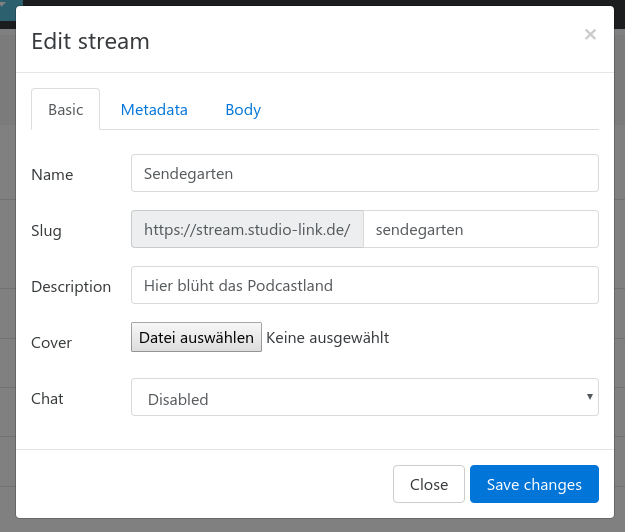 Edit stream ×
Basic Metadata Body
Name Sendegarten
Slug https://stream.studio-link.de/ sendegarten
Description Hier blüht das Podcastland
Cover Datei auswählen Keine ausgewählt
Chat Disabled
Close Save changes